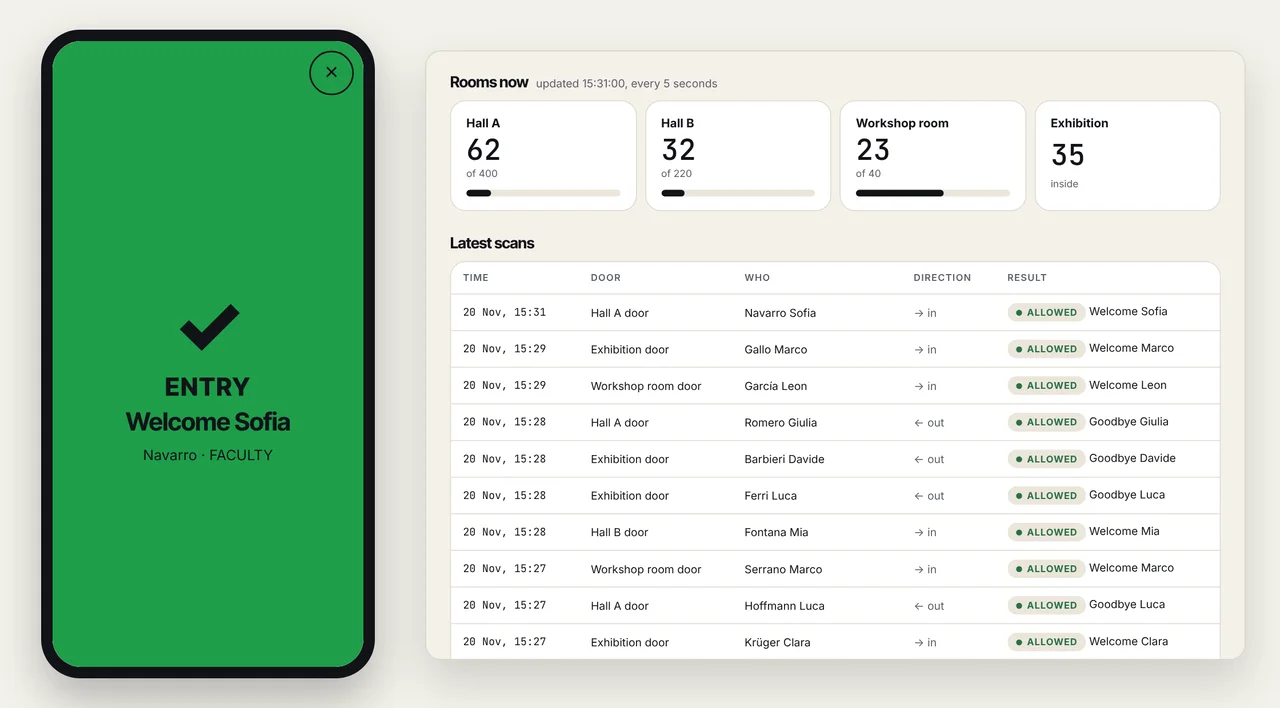 ×
ENTRY
Welcome Sofia
Navarro · FACULTY
Rooms now updated 15:31:00, every 5 seconds
Hall A
62
of 400
Hall B
32
of 220
Workshop room
23
of 40
Exhibition
35
inside
Latest scans
TIME DOOR WHO DIRECTION RESULT
20 Nov, 15:31 Hall A door Navarro Sofia → in ALLOWED Welcome Sofia
20 Nov, 15:29 Exhibition door Gallo Marco → in ALLOWED Welcome Marco
20 Nov, 15:29 Workshop room door García Leon → in ALLOWED Welcome Leon
20 Nov, 15:28 Hall A door Romero Giulia ← out ALLOWED Goodbye Giulia
20 Nov, 15:28 Exhibition door Barbieri Davide ← out ALLOWED Goodbye Davide
20 Nov, 15:28 Exhibition door Ferri Luca ← out ALLOWED Goodbye Luca
20 Nov, 15:28 Hall B door Fontana Mia → in ALLOWED Welcome Mia
20 Nov, 15:27 Workshop room door Serrano Marco → in ALLOWED Welcome Marco
20 Nov, 15:27 Hall A door Hoffmann Luca ← out ALLOWED Goodbye Luca
20 Nov, 15:27 Exhibition door Krüger Clara → in ALLOWED Welcome Clara